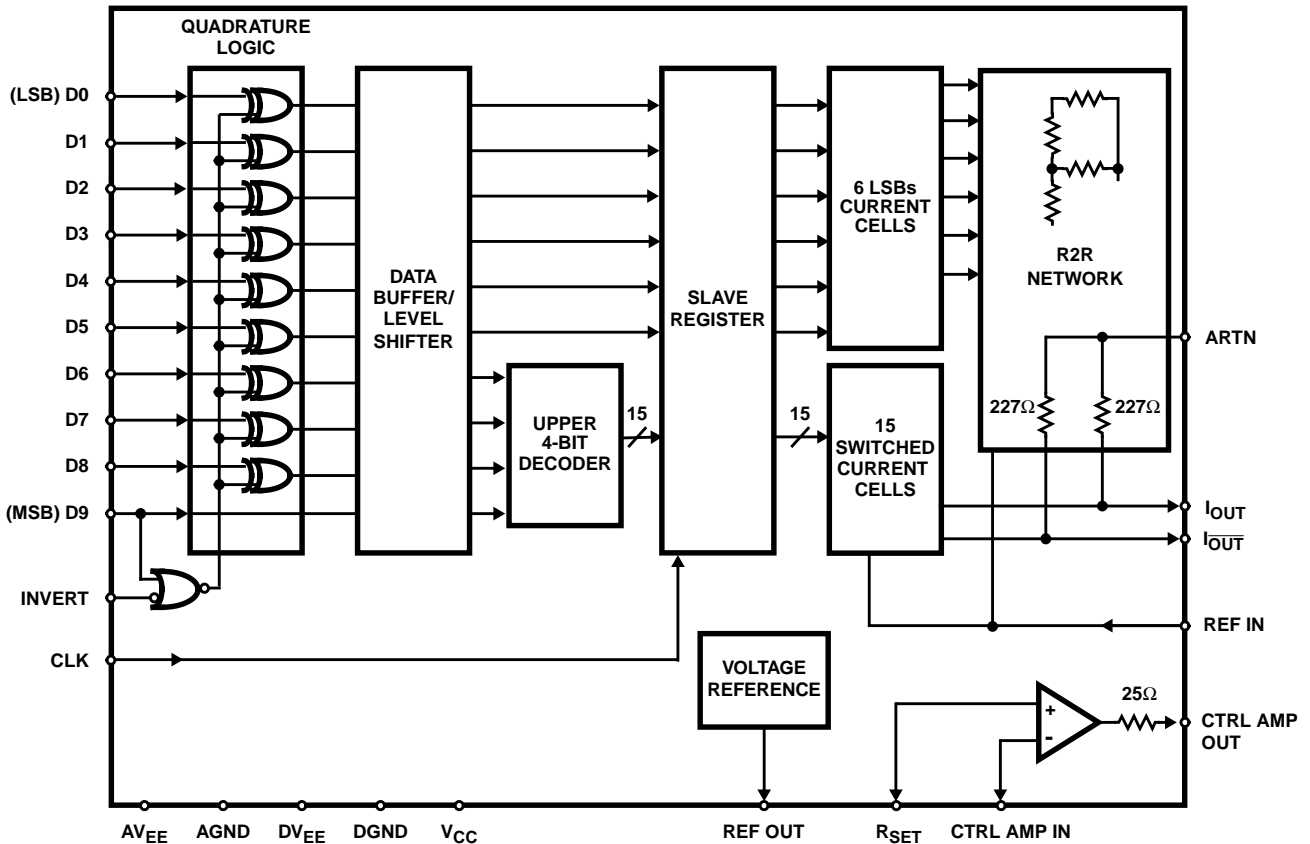 QUADRATURE
LOGIC
(LSB) D0
D1
D2
D3
D4
D5
D6
D7
D8
(MSB) D9
INVERT
CLK
DATA
BUFFER/
LEVEL
SHIFTER
UPPER
4-BIT
DECODER
15
SLAVE
REGISTER
15
6 LSBs
CURRENT
CELLS
15
SWITCHED
CURRENT
CELLS
R2R
NETWORK
227Ω
227Ω
ARTN
IOUT
IOUT
REF IN
VOLTAGE
REFERENCE
+
-
25Ω
CTRL AMP
OUT
AVEE
AGND
DVEE
DGND
VCC
REF OUT
RSET
CTRL AMP IN